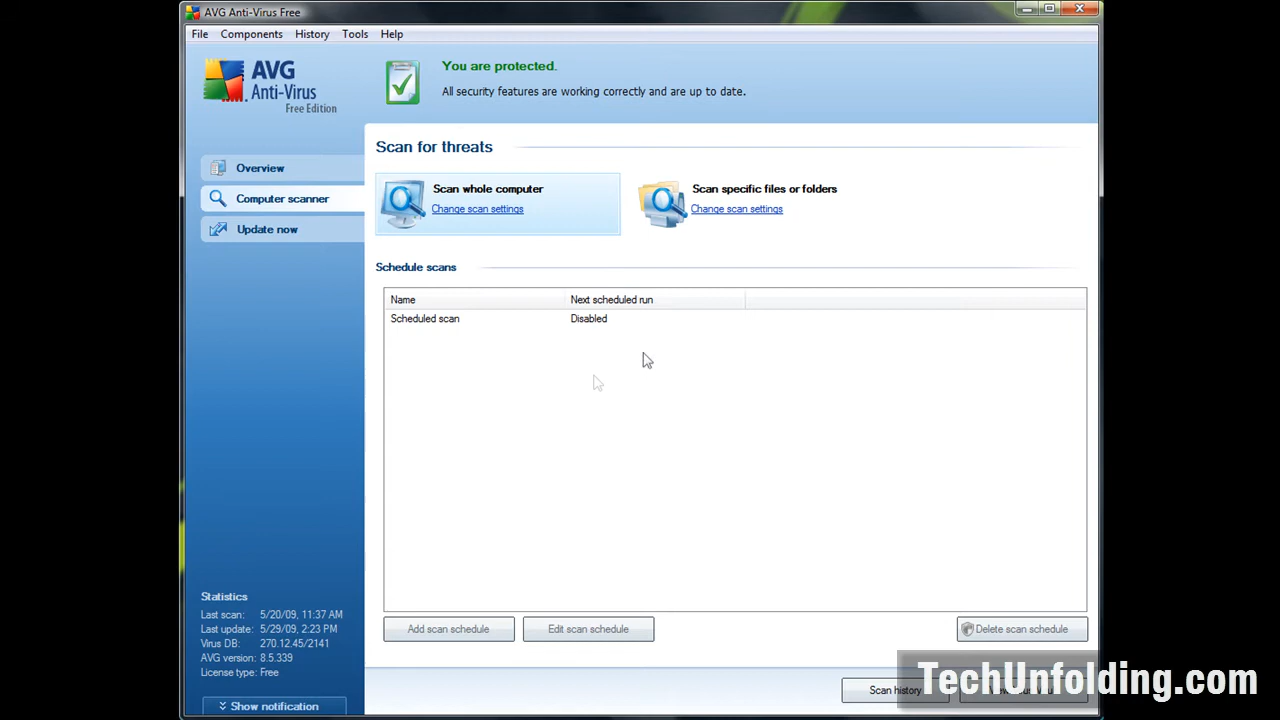 AVG Anti-Virus Free
File Components History Tools Help
AVG
Anti-Virus
Free Edition
You are protected.
All security features are working correctly and are up to date.
Overview
Computer scanner
Update now
Scan for threats
Scan whole computer
Change scan settings
Scan specific files or folders
Change scan settings
Schedule scans
Name Next scheduled run
Scheduled scan Disabled
Add scan schedule Edit scan schedule Delete scan schedule
Statistics
Last scan: 5/20/09, 11:37 AM
Last update: 5/29/09, 2:23 PM
Virus DB: 270.12.45/2141
AVG version: 8.5.339
License type: Free
Show notification
Scan history
TechUnfolding.com